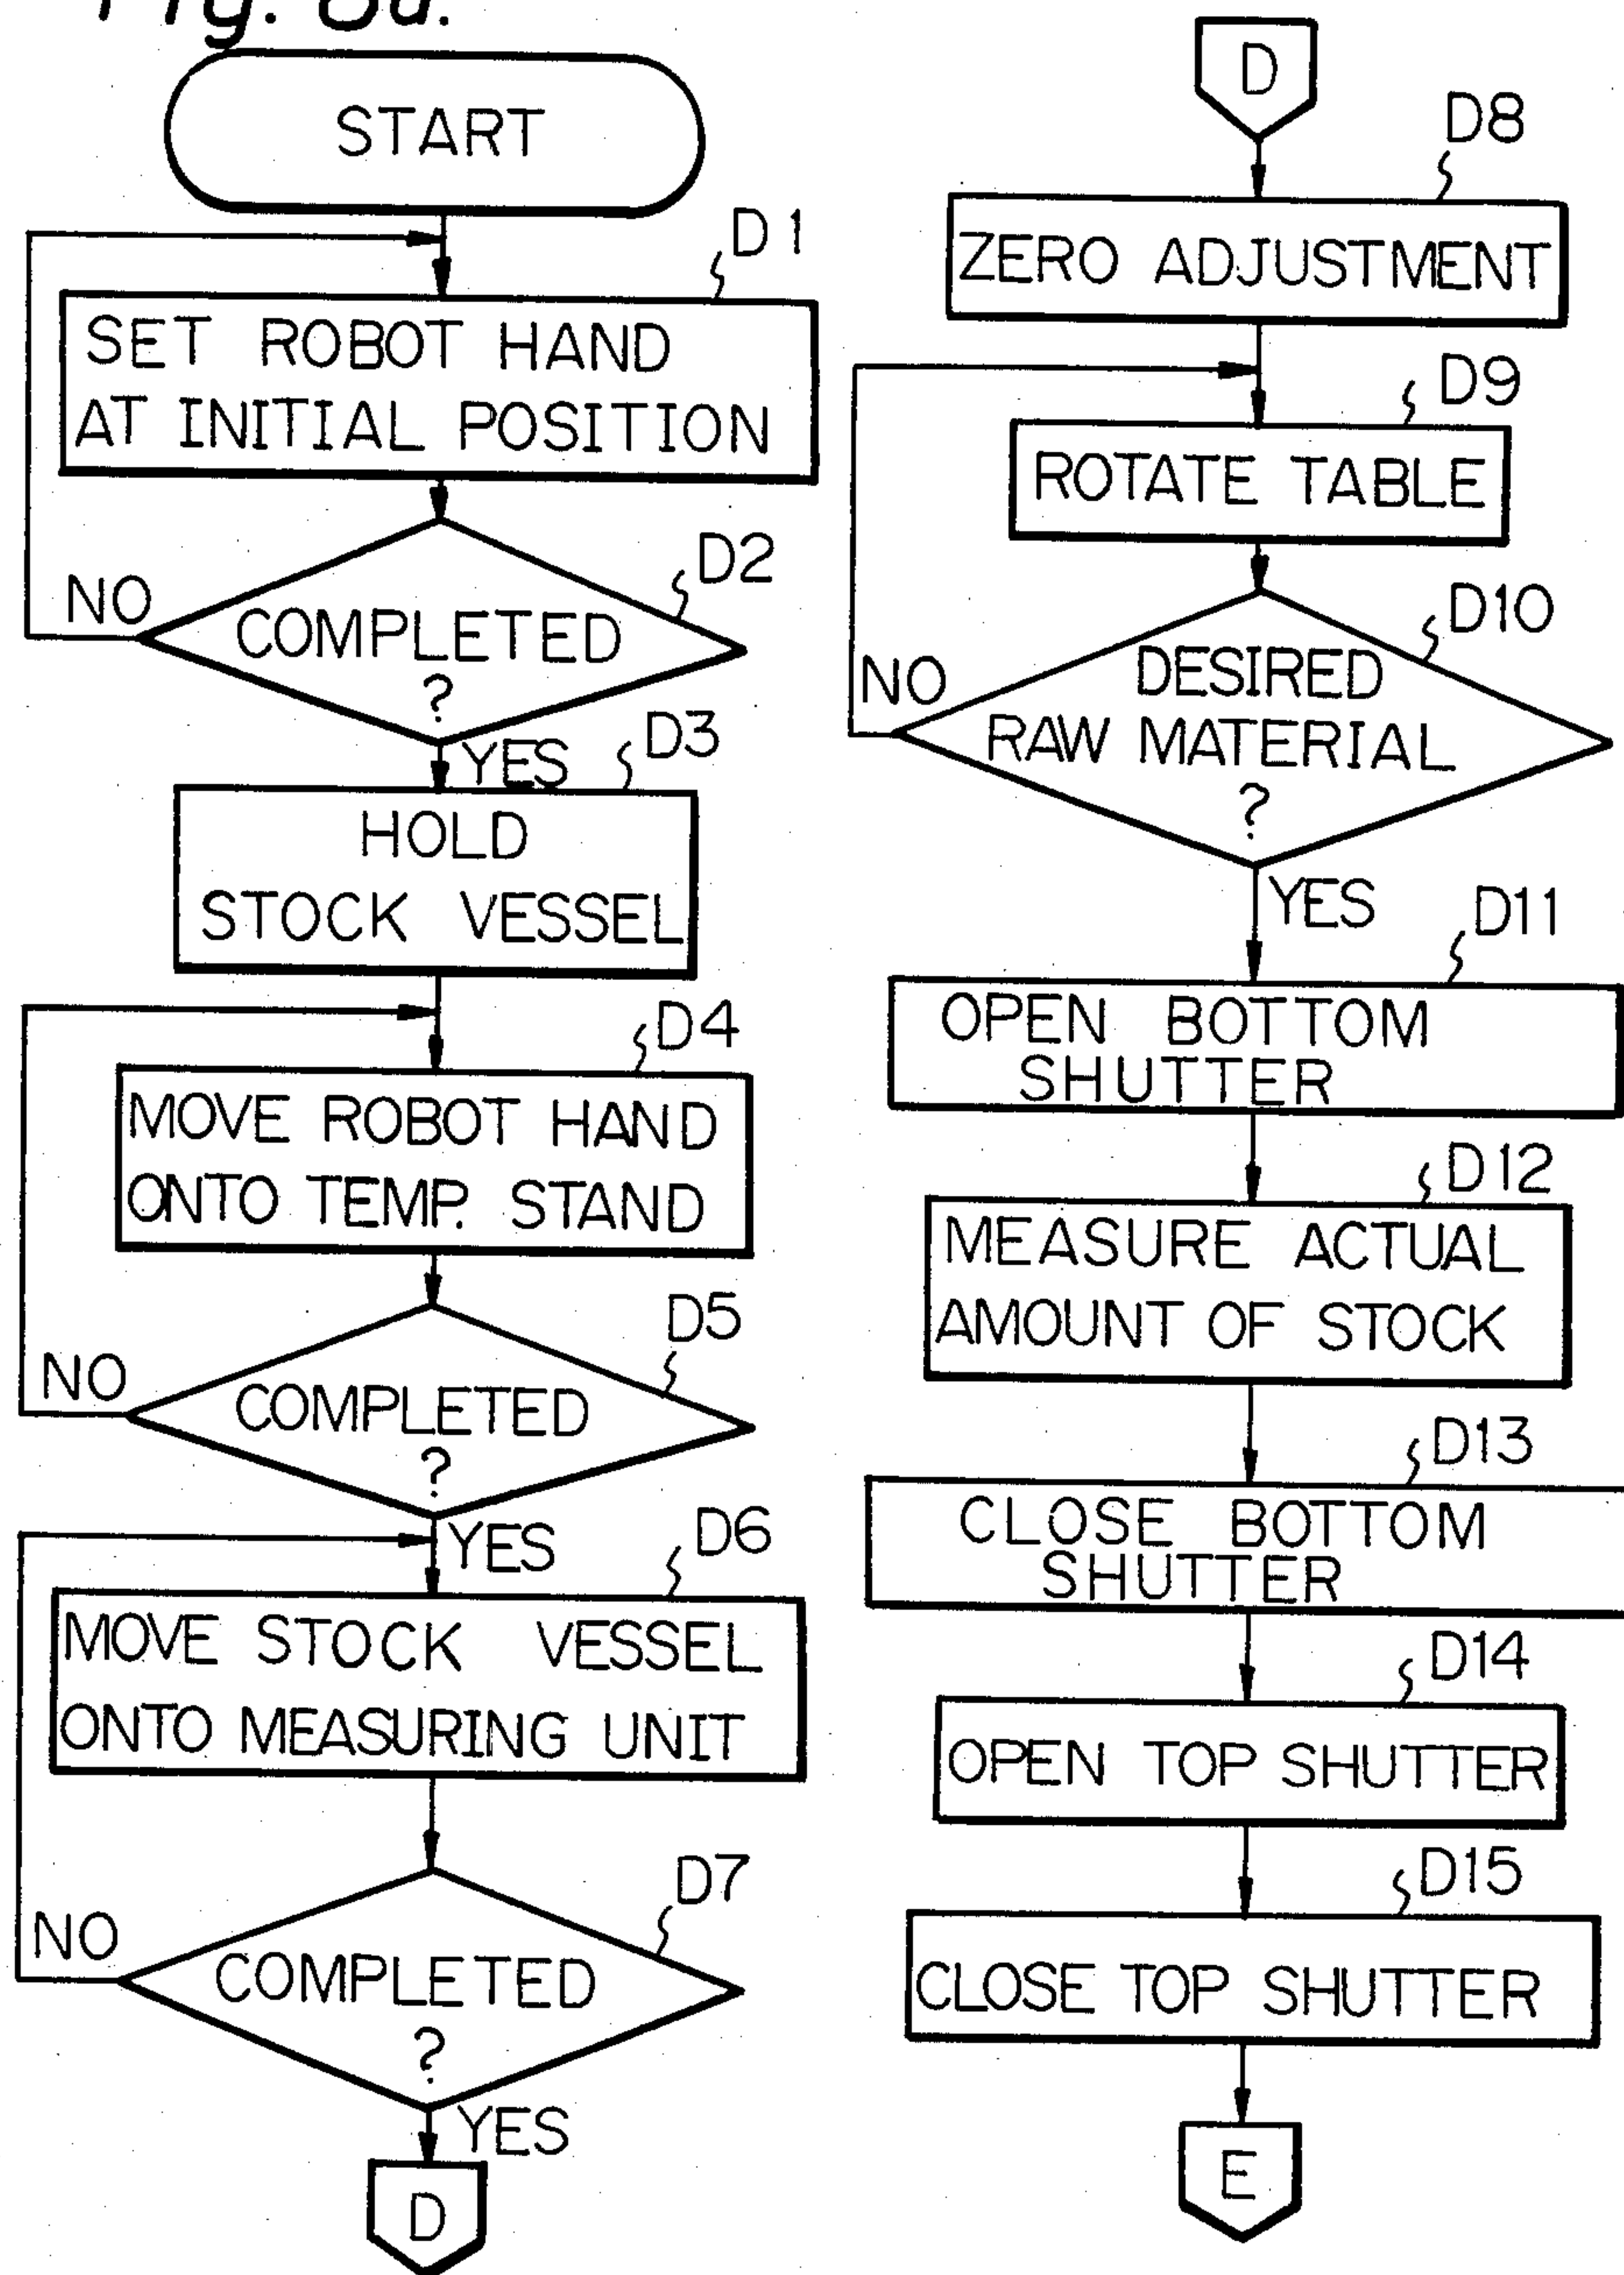 START
D1
SET ROBOT HAND
AT INITIAL POSITION
D2
NO
COMPLETED
?
YES
D3
HOLD
STOCK VESSEL
D4
MOVE ROBOT HAND
ONTO TEMP. STAND
D5
NO
COMPLETED
?
YES
D6
MOVE STOCK VESSEL
ONTO MEASURING UNIT
D7
NO
COMPLETED
?
YES
D
D
D8
ZERO ADJUSTMENT
D9
ROTATE TABLE
D10
NO
DESIRED
RAW MATERIAL
?
YES
D11
OPEN BOTTOM
SHUTTER
D12
MEASURE ACTUAL
AMOUNT OF STOCK
D13
CLOSE BOTTOM
SHUTTER
D14
OPEN TOP SHUTTER
D15
CLOSE TOP SHUTTER
E